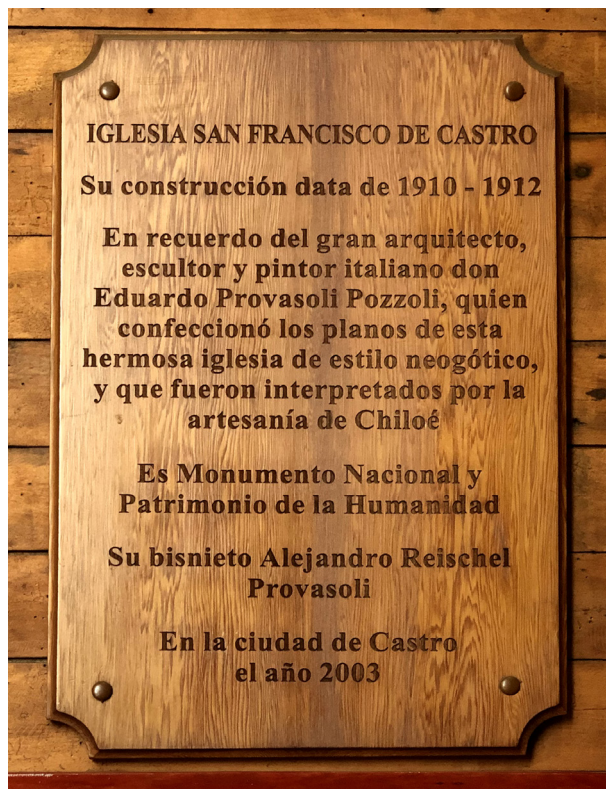 IGLESIA SAN FRANCISCO DE CASTRO
Su construcción data de 1910 - 1912
En recuerdo del gran arquitecto,
escultor y pintor italiano don
Eduardo Provasoli Pozzoli, quien
confeccionó los planos de esta
hermosa iglesia de estilo neogótico,
y que fueron interpretados por la
artesanía de Chiloé
Es Monumento Nacional y
Patrimonio de la Humanidad
Su bisnieto Alejandro Reischel
Provasoli
En la ciudad de Castro
el año 2003